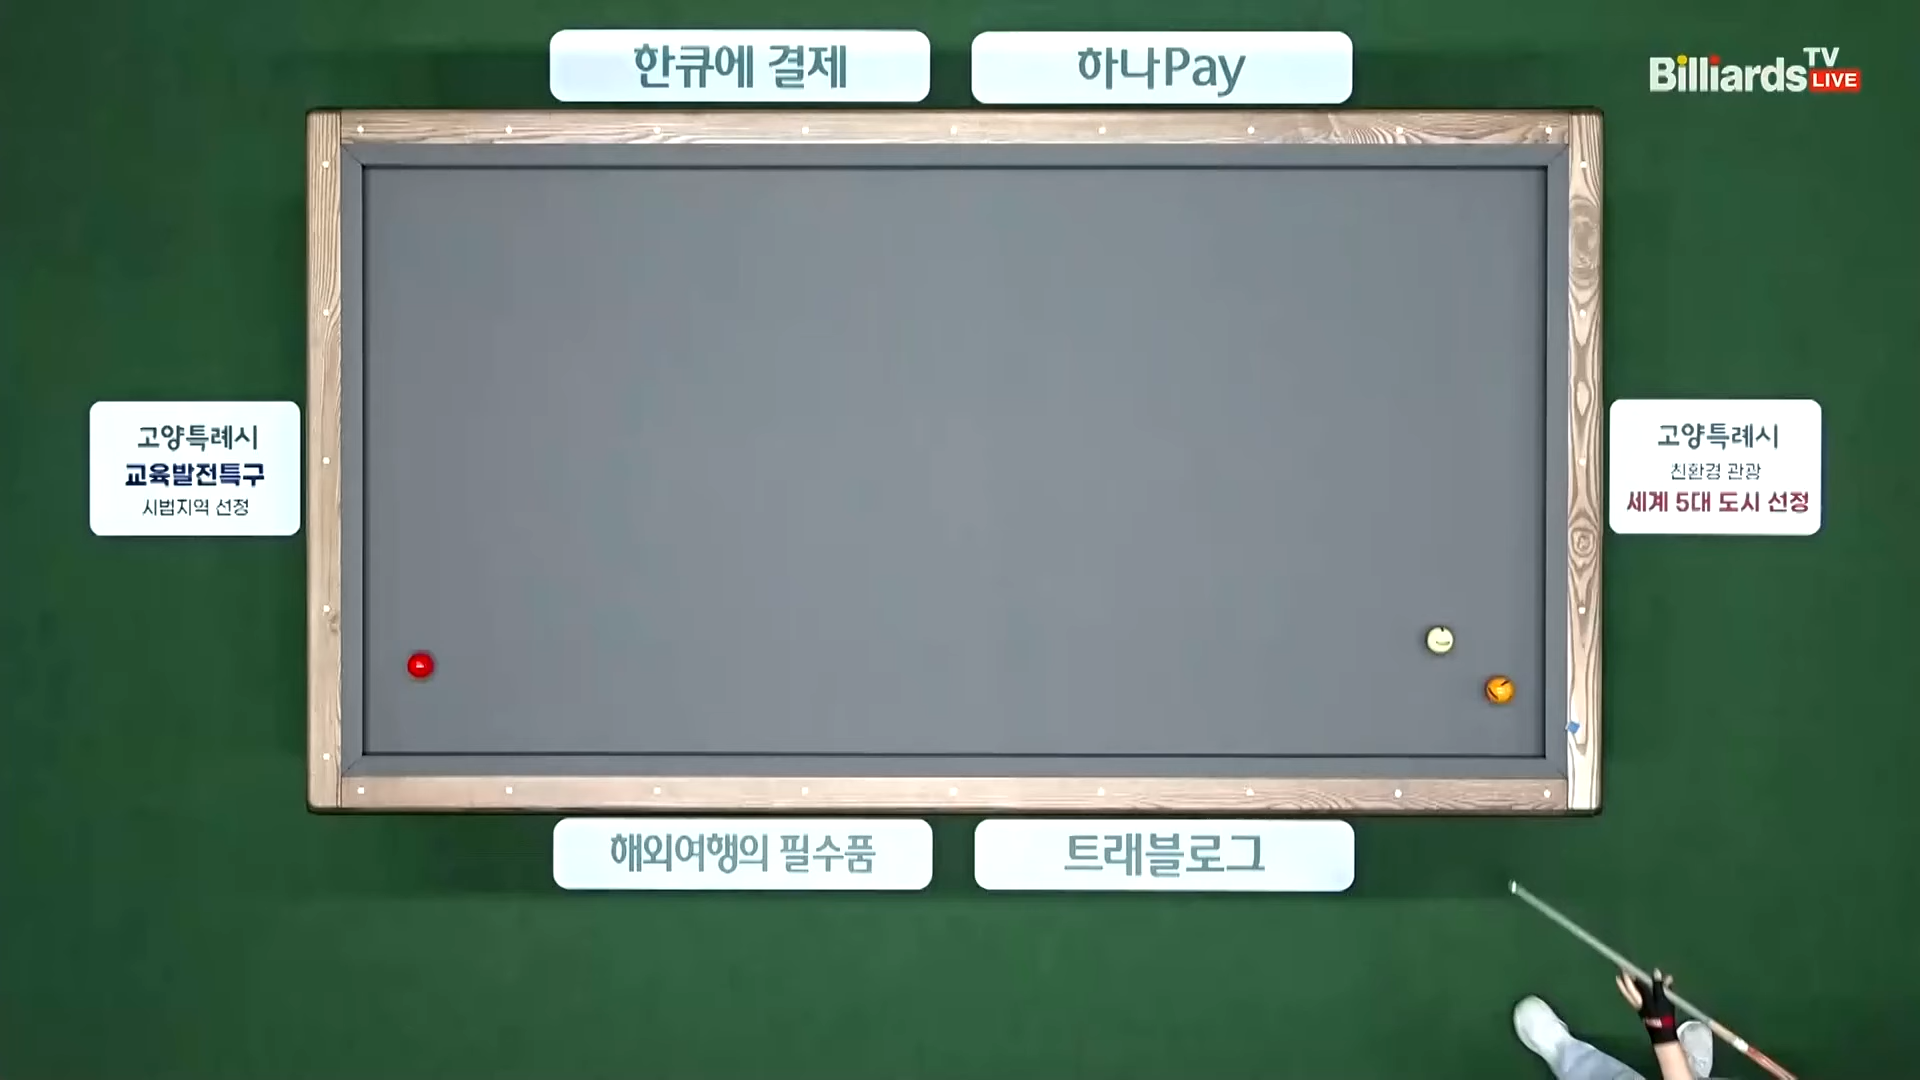 한큐에 결제
하나Pay
BilliardsTV
LIVE
고양특례시
교육발전특구
시범지역 선정
고양특례시
친환경 관광
세계 5대 도시 선정
해외여행의 필수품
트래블로그